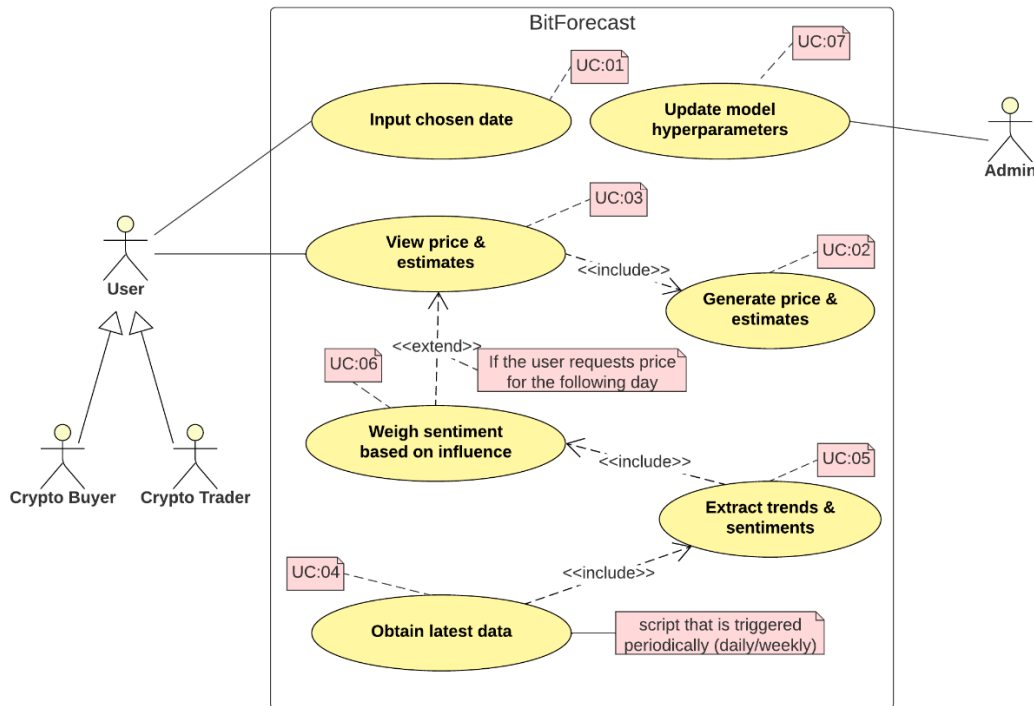 BitForecast
UC:01
UC:07
Input chosen date
Update model
hyperparameters
Admin
UC:03
View price &
estimates
User
<<include>>
UC:02
Generate price &
estimates
<<extend>>
If the user requests price
for the following day
UC:06
Weigh sentiment
based on influence
<<include>>
UC:05
Crypto Buyer
Crypto Trader
Extract trends &
sentiments
<<include>>
UC:04
Obtain latest data
script that is triggered
periodically (daily/weekly)